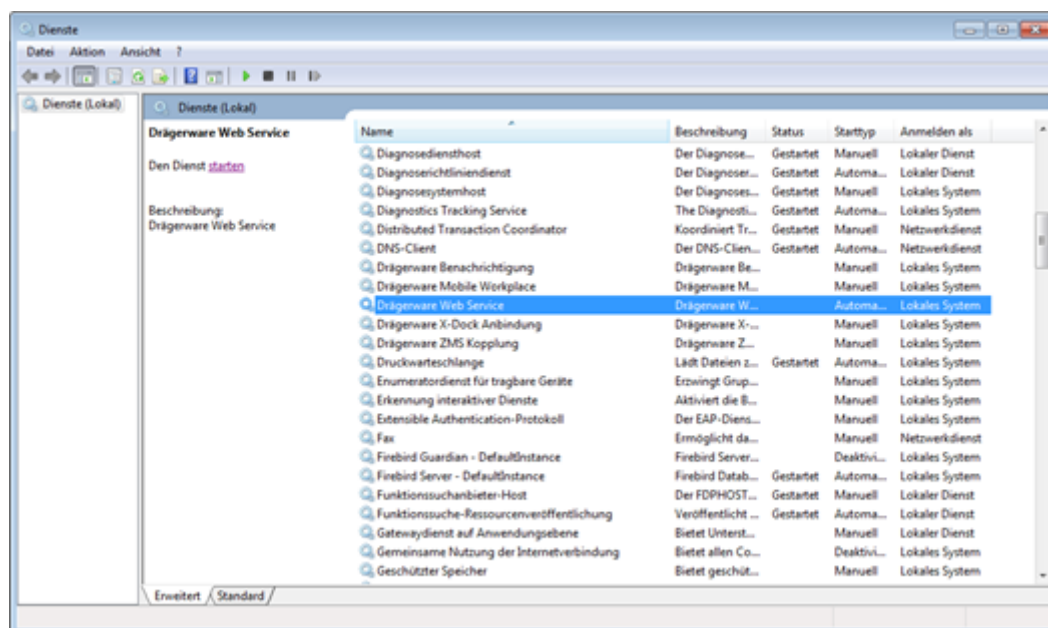 Dienste
Datei Aktion Ansicht ?
Dienste (Lokal)
Dienste (Lokal)
Drägerware Web Service
Den Dienst starten
Beschreibung:
Drägerware Web Service
Name Beschreibung Status Starttyp Anmelden als
Diagnosediensthost Der Diagnose... Gestartet Manuell Lokaler Dienst
Diagnoserichtliniendienst Der Diagnoser... Gestartet Automa... Lokaler Dienst
Diagnosesystemhost Der Diagnoses... Gestartet Manuell Lokales System
Diagnostics Tracking Service The Diagnosti... Gestartet Automa... Lokales System
Distributed Transaction Coordinator Koordiniert Tr... Gestartet Manuell Netzwerkdienst
DNS-Client Der DNS-Clien... Gestartet Automa... Netzwerkdienst
Drägerware Benachrichtigung Drägerware Be... Manuell Lokales System
Drägerware Mobile Workplace Drägerware M... Manuell Lokales System
Drägerware Web Service Drägerware W... Automa... Lokales System
Drägerware X-Dock Anbindung Drägerware X-... Manuell Lokales System
Drägerware ZMS Kopplung Drägerware Z... Manuell Lokales System
Druckwarteschlange Lädt Dateien z... Gestartet Automa... Lokales System
Enumeratordienst für tragbare Geräte Erzwingt Grup... Manuell Lokales System
Erkennung interaktiver Dienste Aktiviert die B... Manuell Lokales System
Extensible Authentication-Protokoll Der EAP-Diens... Manuell Lokales System
Fax Ermöglicht da... Manuell Netzwerkdienst
Firebird Guardian - DefaultInstance Firebird Server... Deaktivi... Lokales System
Firebird Server - DefaultInstance Firebird Datab... Gestartet Automa... Lokales System
Funktionssuchanbieter-Host Der FDPHOST... Gestartet Manuell Lokaler Dienst
Funktionssuche-Ressourcenveröffentlichung Veröffentlicht ... Gestartet Automa... Lokaler Dienst
Gatewaydienst auf Anwendungsebene Bietet Unterst... Manuell Lokaler Dienst
Gemeinsame Nutzung der Internetverbindung Bietet allen Co... Deaktivi... Lokales System
Geschützter Speicher Bietet geschüt... Manuell Lokales System
Erweitert Standard